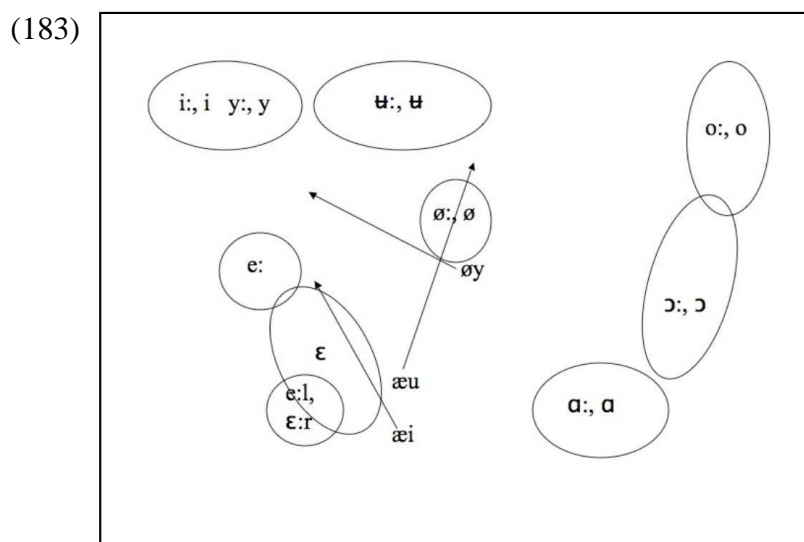 (183)
i:, i y:, y
ʉ:, ʉ
o:, o
ø:, ø
e:
øy
ɔ:, ɔ
ɛ
æu
e:l,
ɛ:r
ɑ:, ɑ
æi